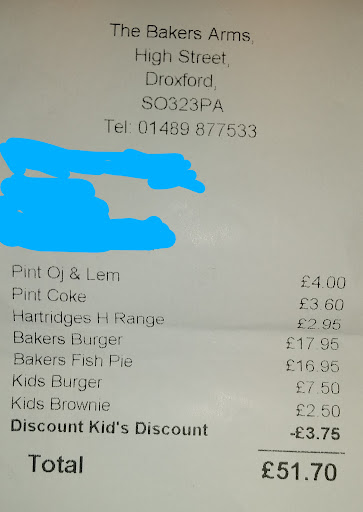 The Bakers Arms,
High Street,
Droxford,
SO323PA
Tel: 01489 877533
Pint Oj & Lem £4.00
Pint Coke £3.60
Hartridges H Range £2.95
Bakers Burger £17.95
Bakers Fish Pie £16.95
Kids Burger £7.50
Kids Brownie £2.50
Discount Kid's Discount -£3.75
Total £51.70